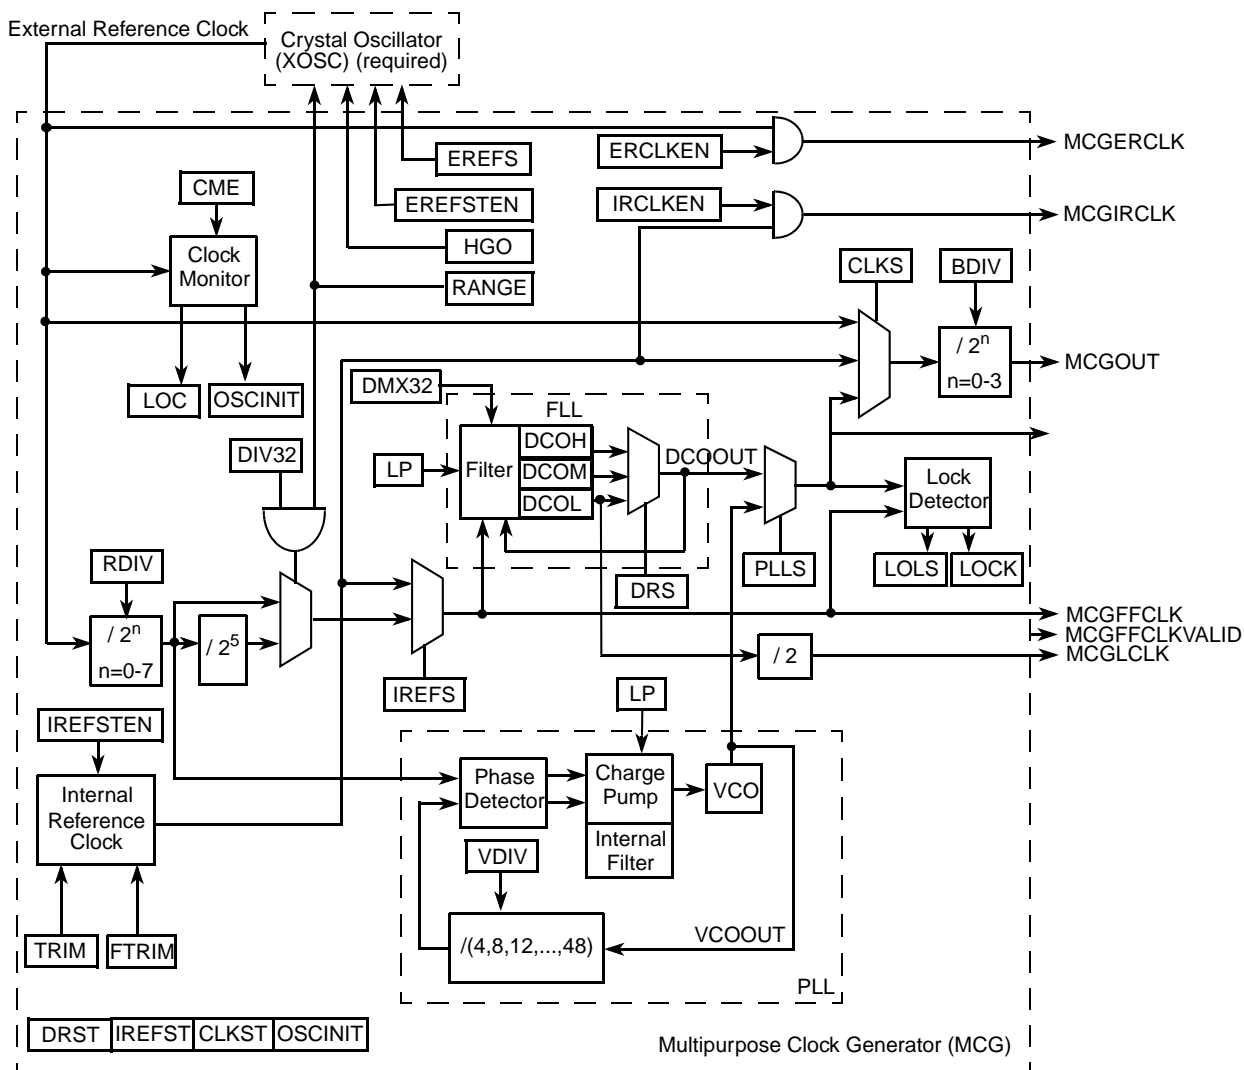 External Reference Clock
Crystal Oscillator
(XOSC) (required)
EREFS
ERCLKEN
MCGERCLK
CME
EREFSTEN
IRCLKEN
MCGIRCLK
HGO
Clock
Monitor
RANGE
CLKS
BDIV
/ 2n
n=0-3
MCGOUT
LOC
OSCINIT
DMX32
FLL
DIV32
LP
Filter
DCOH
DCOM
DCOL
DCOOUT
Lock
Detector
RDIV
DRS
PLLS
LOLS
LOCK
/ 2n
n=0-7
/ 25
MCGFFCLK
MCGFFCLKVALID
MCGLCLK
/ 2
IREFS
LP
IREFSTEN
Internal
Reference
Clock
Phase
Detector
Charge
Pump
VCO
Internal
Filter
VDIV
/(4,8,12,...,48)
VCOOUT
TRIM
FTRIM
PLL
DRST IREFST CLKST OSCINIT
Multipurpose Clock Generator (MCG)